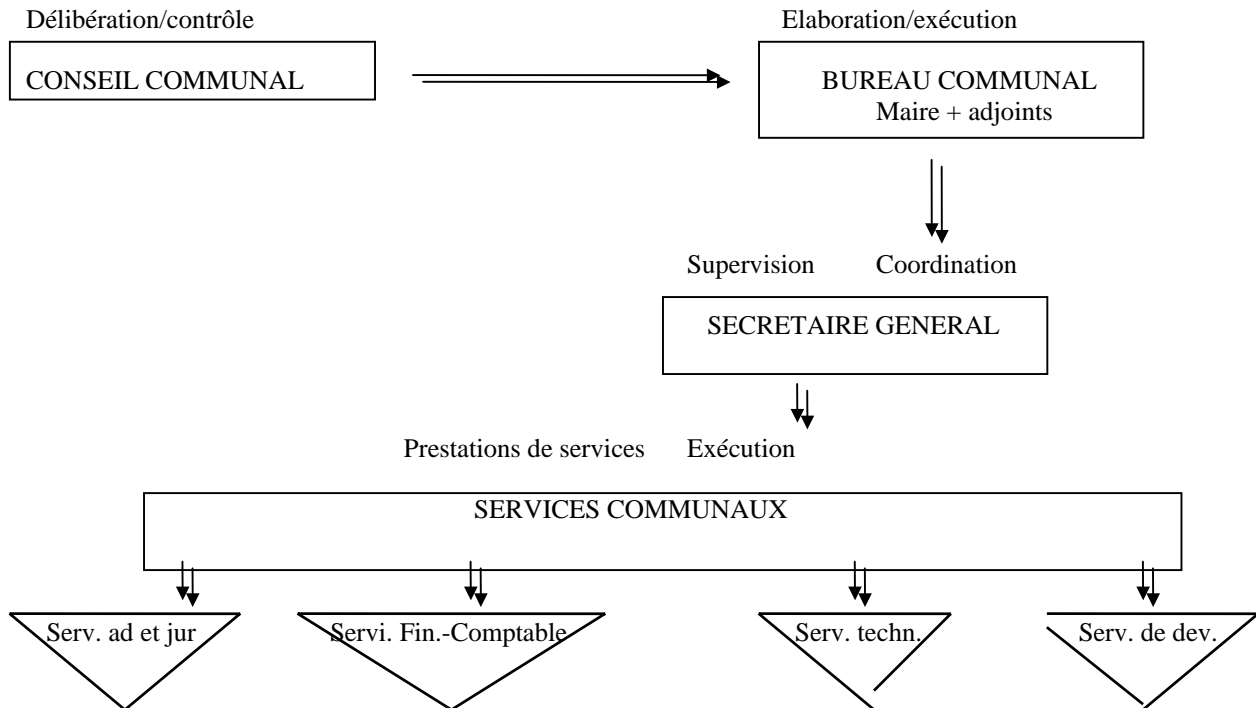 Délibération/contrôle
Elaboration/exécution
CONSEIL COMMUNAL
BUREAU COMMUNAL
Maire + adjoints
Supervision Coordination
SECRETAIRE GENERAL
Prestations de services Exécution
SERVICES COMMUNAUX
Serv. ad et jur
Servi. Fin.-Comptable
Serv. techn.
Serv. de dev.